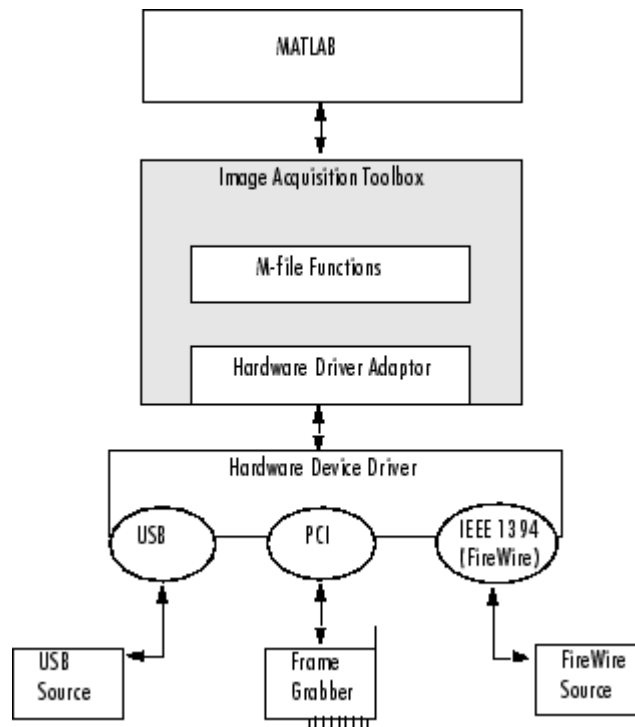 MATLAB
Image Acquisition Toolbox
M-file Functions
Hardware Driver Adaptor
Hardware Device Driver
USB
PCI
IEEE 1394
(FireWire)
USB
Source
Frame
Grabber
FireWire
Source